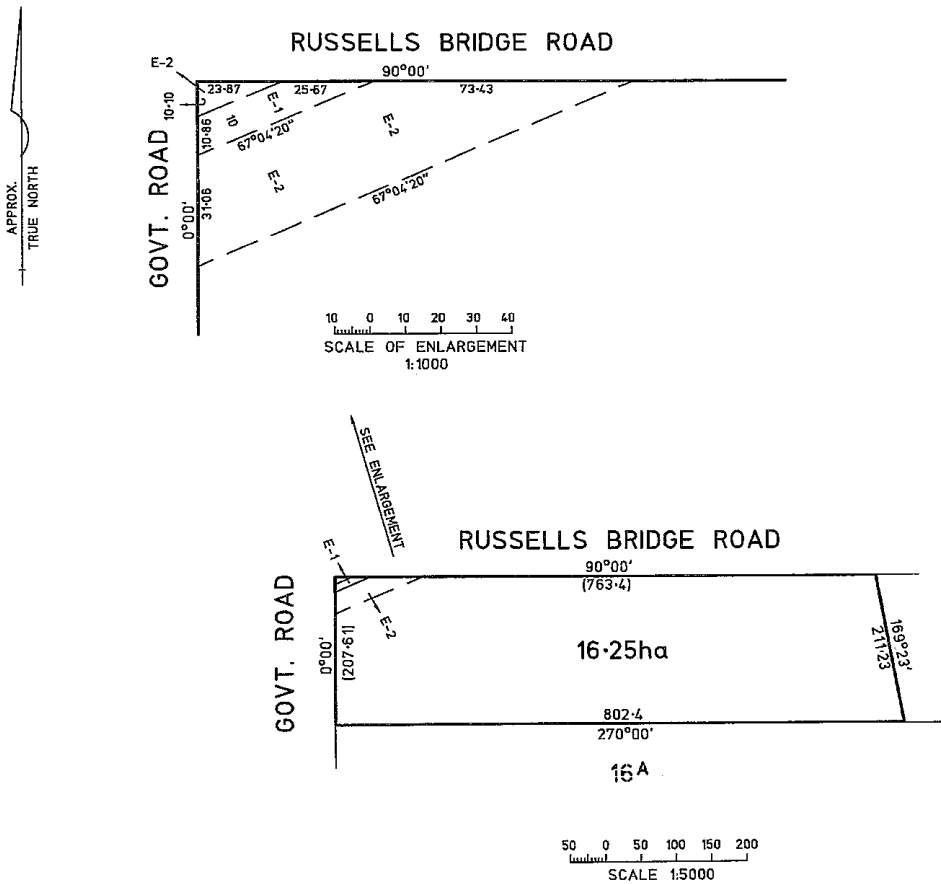 RUSSELLS BRIDGE ROAD
90°00'
E-2
23·87
25·67
73·43
10·10
E-1
10
10·86
67°04'20"
E-2
E-2
67°04'20"
31·06
0°00'
GOVT. ROAD
APPROX.
TRUE NORTH
10 0 10 20 30 40
SCALE OF ENLARGEMENT
1:1000
SEE ENLARGEMENT
RUSSELLS BRIDGE ROAD
90°00'
(763·4)
E-1
E-2
GOVT. ROAD
0°00'
(207·61)
16·25ha
169°23'
211·23
802·4
270°00'
16A
50 0 50 100 150 200
SCALE 1:5000